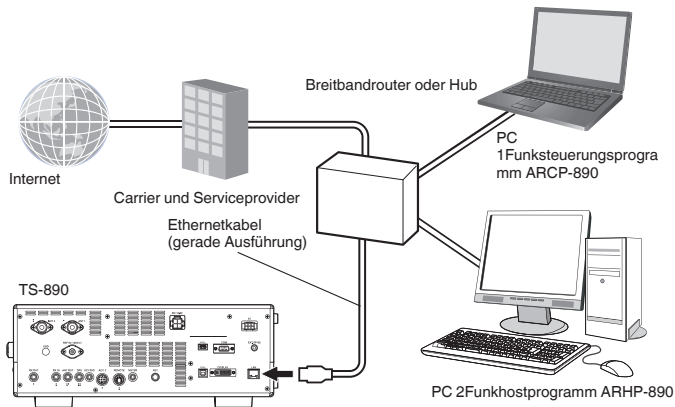 Breitbandrouter oder Hub
PC
1Funksteuerungsprogra
mm ARCP-890
Internet
Carrier und Serviceprovider
Ethernetkabel
(gerade Ausführung)
TS-890
PC 2Funkhostprogramm ARHP-890